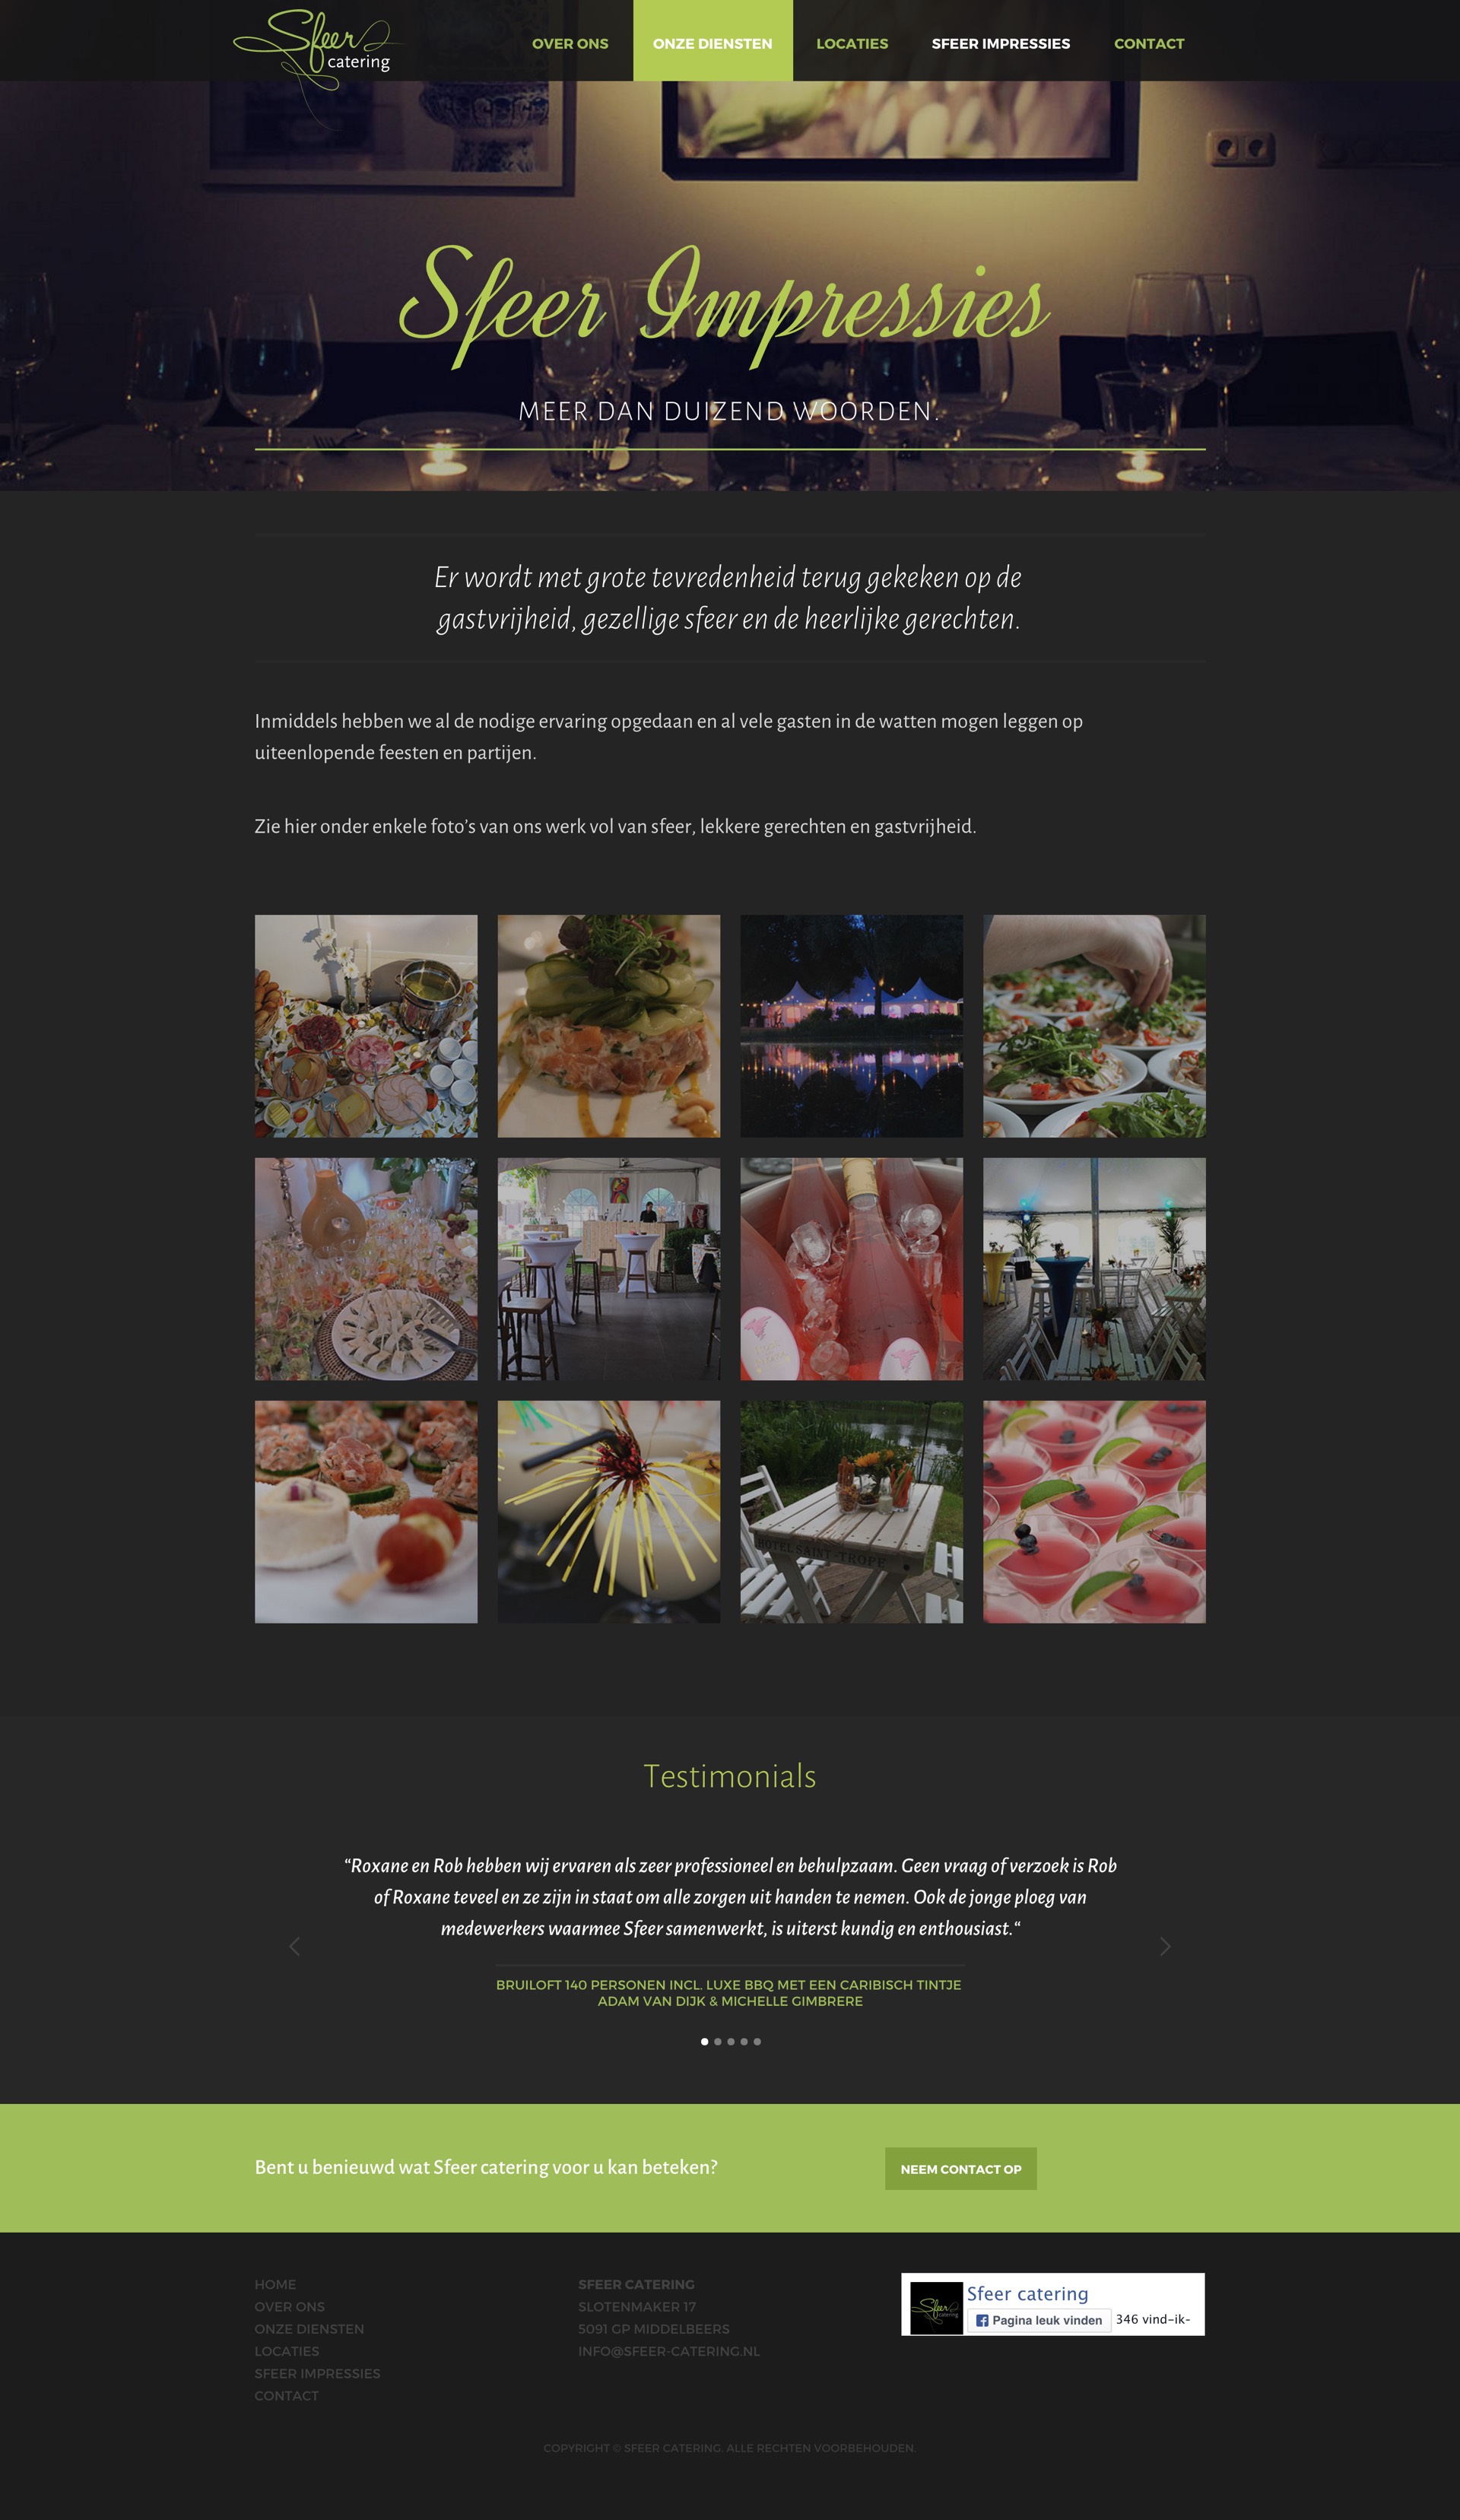 Sfeer
catering
OVER ONS
ONZE DIENSTEN
LOCATIES
SFEER IMPRESSIES
CONTACT
Sfeer Impressies
MEER DAN DUIZEND WOORDEN.
Er wordt met grote tevredenheid terug gekeken op de
gastvrijheid, gezellige sfeer en de heerlijke gerechten.
Inmiddels hebben we al de nodige ervaring opgedaan en al vele gasten in de watten mogen leggen op
uiteenlopende feesten en partijen.
Zie hier onder enkele foto’s van ons werk vol van sfeer, lekkere gerechten en gastvrijheid.
HOTEL SAINT-TROPE
Testimonials
“Roxane en Rob hebben wij ervaren als zeer professioneel en behulpzaam. Geen vraag of verzoek is Rob
of Roxane teveel en ze zijn in staat om alle zorgen uit handen te nemen. Ook de jonge ploeg van
medewerkers waarmee Sfeer samenwerkt, is uiterst kundig en enthousiast.“
BRUILOFT 140 PERSONEN INCL. LUXE BBQ MET EEN CARIBISCH TINTJE
ADAM VAN DIJK & MICHELLE GIMBRERE
Bent u benieuwd wat Sfeer catering voor u kan beteken?
NEEM CONTACT OP
HOME
OVER ONS
ONZE DIENSTEN
LOCATIES
SFEER IMPRESSIES
CONTACT
SFEER CATERING
SLOTENMAKER 17
5091 GP MIDDELBEERS
INFO@SFEER-CATERING.NL
Sfeer
catering
Sfeer catering
Pagina leuk vinden
346 vind-ik-
COPYRIGHT © SFEER CATERING. ALLE RECHTEN VOORBEHOUDEN.